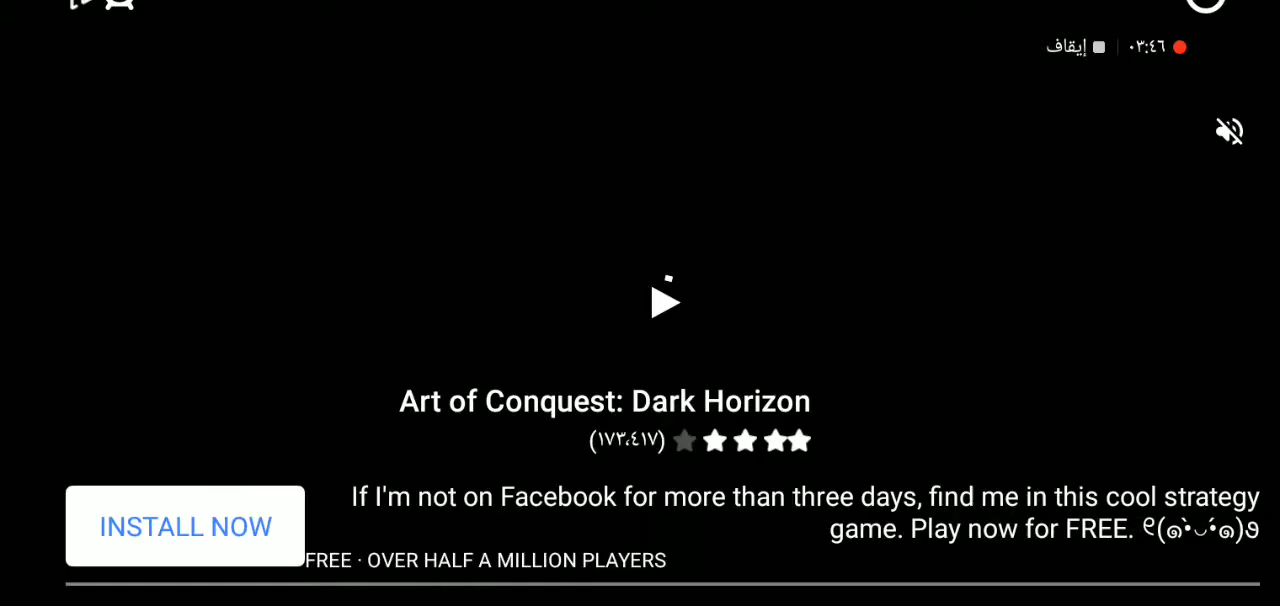 إيقاف ٠٣:٤٦
Art of Conquest: Dark Horizon
(١٧٣،٤١٧)
If I'm not on Facebook for more than three days, find me in this cool strategy
game. Play now for FREE. ୧(๑•̀⌄•́๑)૭
INSTALL NOW
FREE · OVER HALF A MILLION PLAYERS